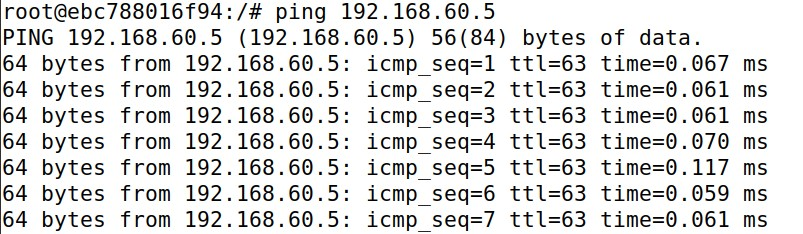 root@ebc788016f94:/# ping 192.168.60.5
PING 192.168.60.5 (192.168.60.5) 56(84) bytes of data.
64 bytes from 192.168.60.5: icmp_seq=1 ttl=63 time=0.067 ms
64 bytes from 192.168.60.5: icmp_seq=2 ttl=63 time=0.061 ms
64 bytes from 192.168.60.5: icmp_seq=3 ttl=63 time=0.061 ms
64 bytes from 192.168.60.5: icmp_seq=4 ttl=63 time=0.070 ms
64 bytes from 192.168.60.5: icmp_seq=5 ttl=63 time=0.117 ms
64 bytes from 192.168.60.5: icmp_seq=6 ttl=63 time=0.059 ms
64 bytes from 192.168.60.5: icmp_seq=7 ttl=63 time=0.061 ms